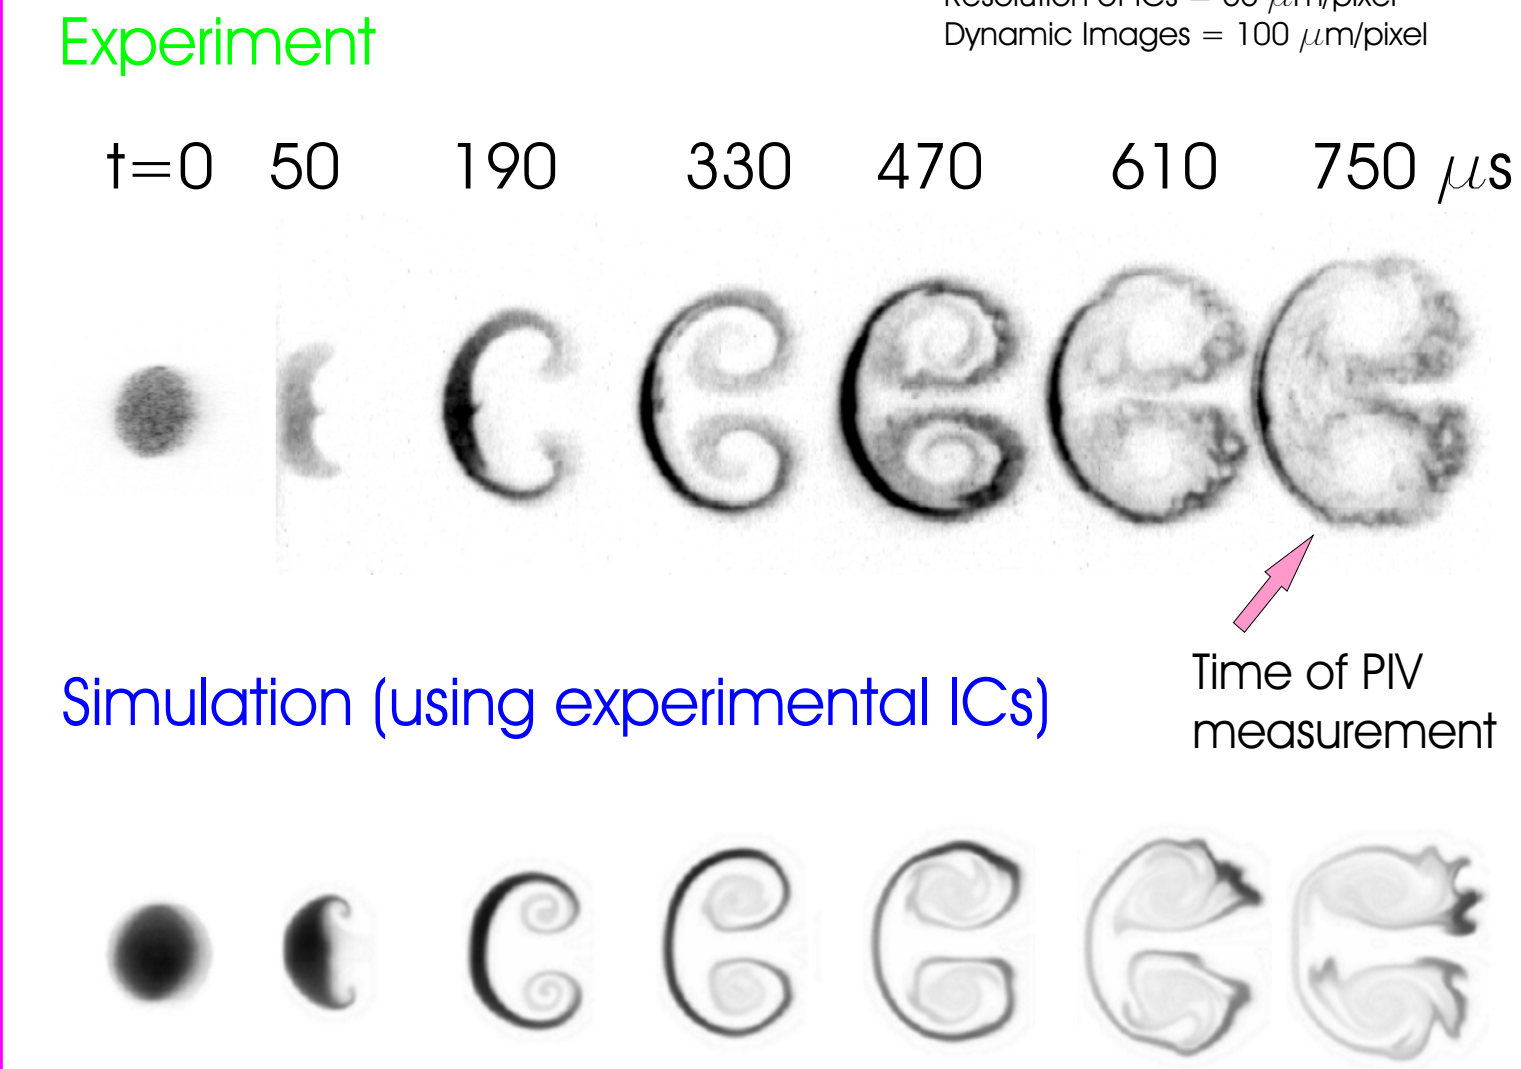 Experiment
Dynamic Images = 100 μm/pixel
t=0 50 190 330 470 610 750 μs
Time of PIV
measurement
Simulation (using experimental ICs)